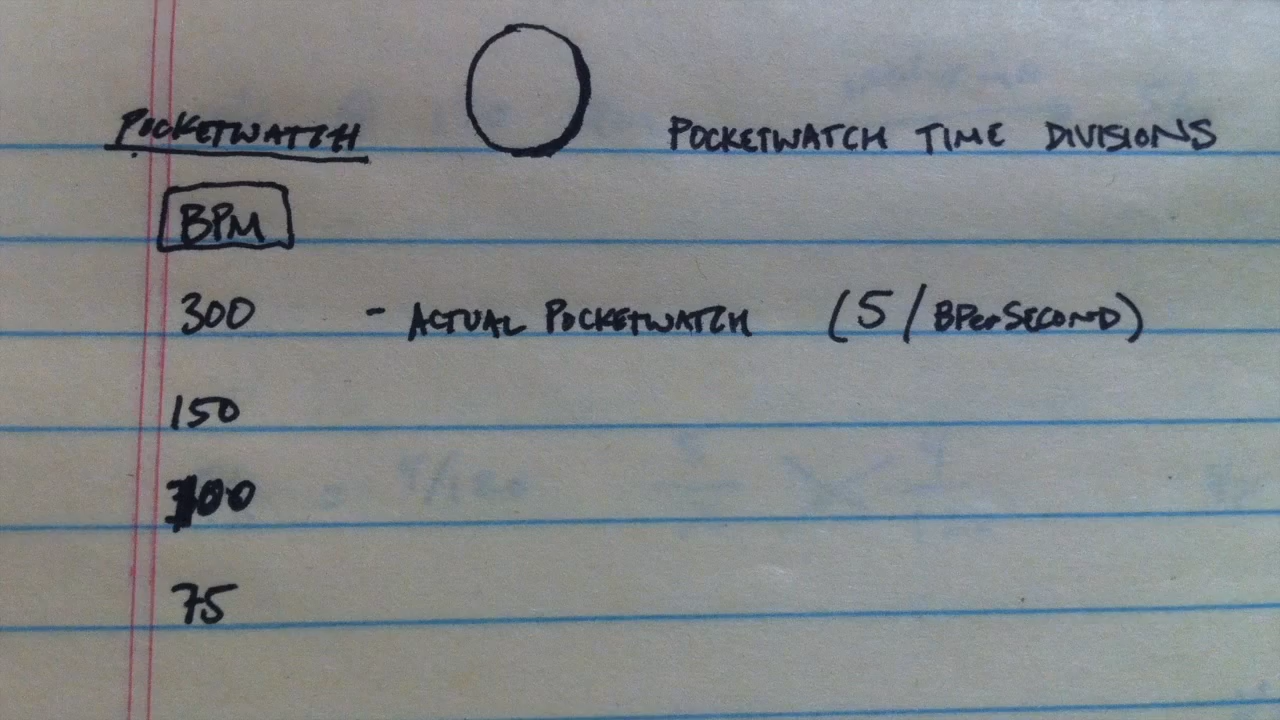 POCKETWATCH POCKETWATCH TIME DIVISIONS
BPM
300 - ACTUAL POCKETWATCH (5/BPerSECOND)
150
100
75